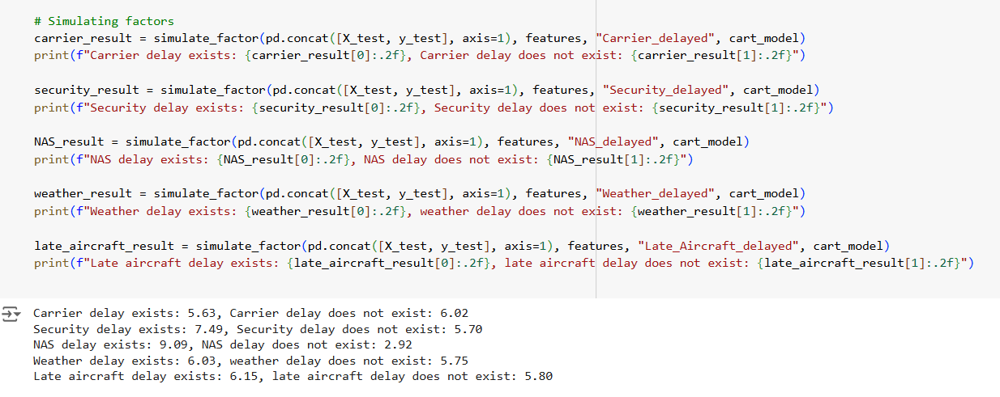 # Simulating factors
carrier_result = simulate_factor(pd.concat([X_test, y_test], axis=1), features, "Carrier_delayed", cart_model)
print(f"Carrier delay exists: {carrier_result[0]:.2f}, Carrier delay does not exist: {carrier_result[1]:.2f}")
security_result = simulate_factor(pd.concat([X_test, y_test], axis=1), features, "Security_delayed", cart_model)
print(f"Security delay exists: {security_result[0]:.2f}, Security delay does not exist: {security_result[1]:.2f}")
NAS_result = simulate_factor(pd.concat([X_test, y_test], axis=1), features, "NAS_delayed", cart_model)
print(f"NAS delay exists: {NAS_result[0]:.2f}, NAS delay does not exist: {NAS_result[1]:.2f}")
weather_result = simulate_factor(pd.concat([X_test, y_test], axis=1), features, "Weather_delayed", cart_model)
print(f"Weather delay exists: {weather_result[0]:.2f}, weather delay does not exist: {weather_result[1]:.2f}")
late_aircraft_result = simulate_factor(pd.concat([X_test, y_test], axis=1), features, "Late_Aircraft_delayed", cart_model)
print(f"Late aircraft delay exists: {late_aircraft_result[0]:.2f}, late aircraft delay does not exist: {late_aircraft_result[1]:.2f}")
Carrier delay exists: 5.63, Carrier delay does not exist: 6.02
Security delay exists: 7.49, Security delay does not exist: 5.70
NAS delay exists: 9.09, NAS delay does not exist: 2.92
Weather delay exists: 6.03, weather delay does not exist: 5.75
Late aircraft delay exists: 6.15, late aircraft delay does not exist: 5.80